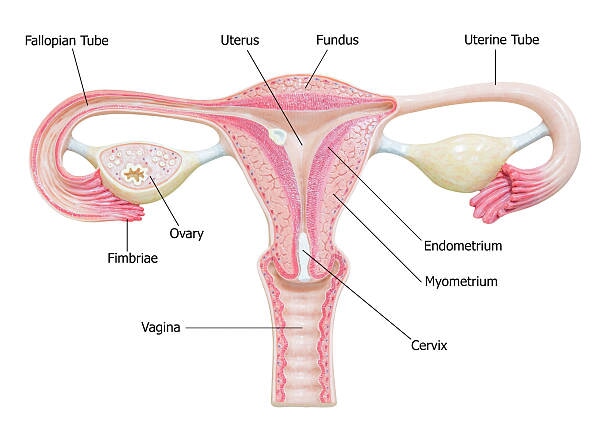 Fallopian Tube
Uterus
Fundus
Uterine Tube
Ovary
Fimbriae
Endometrium
Myometrium
Vagina
Cervix